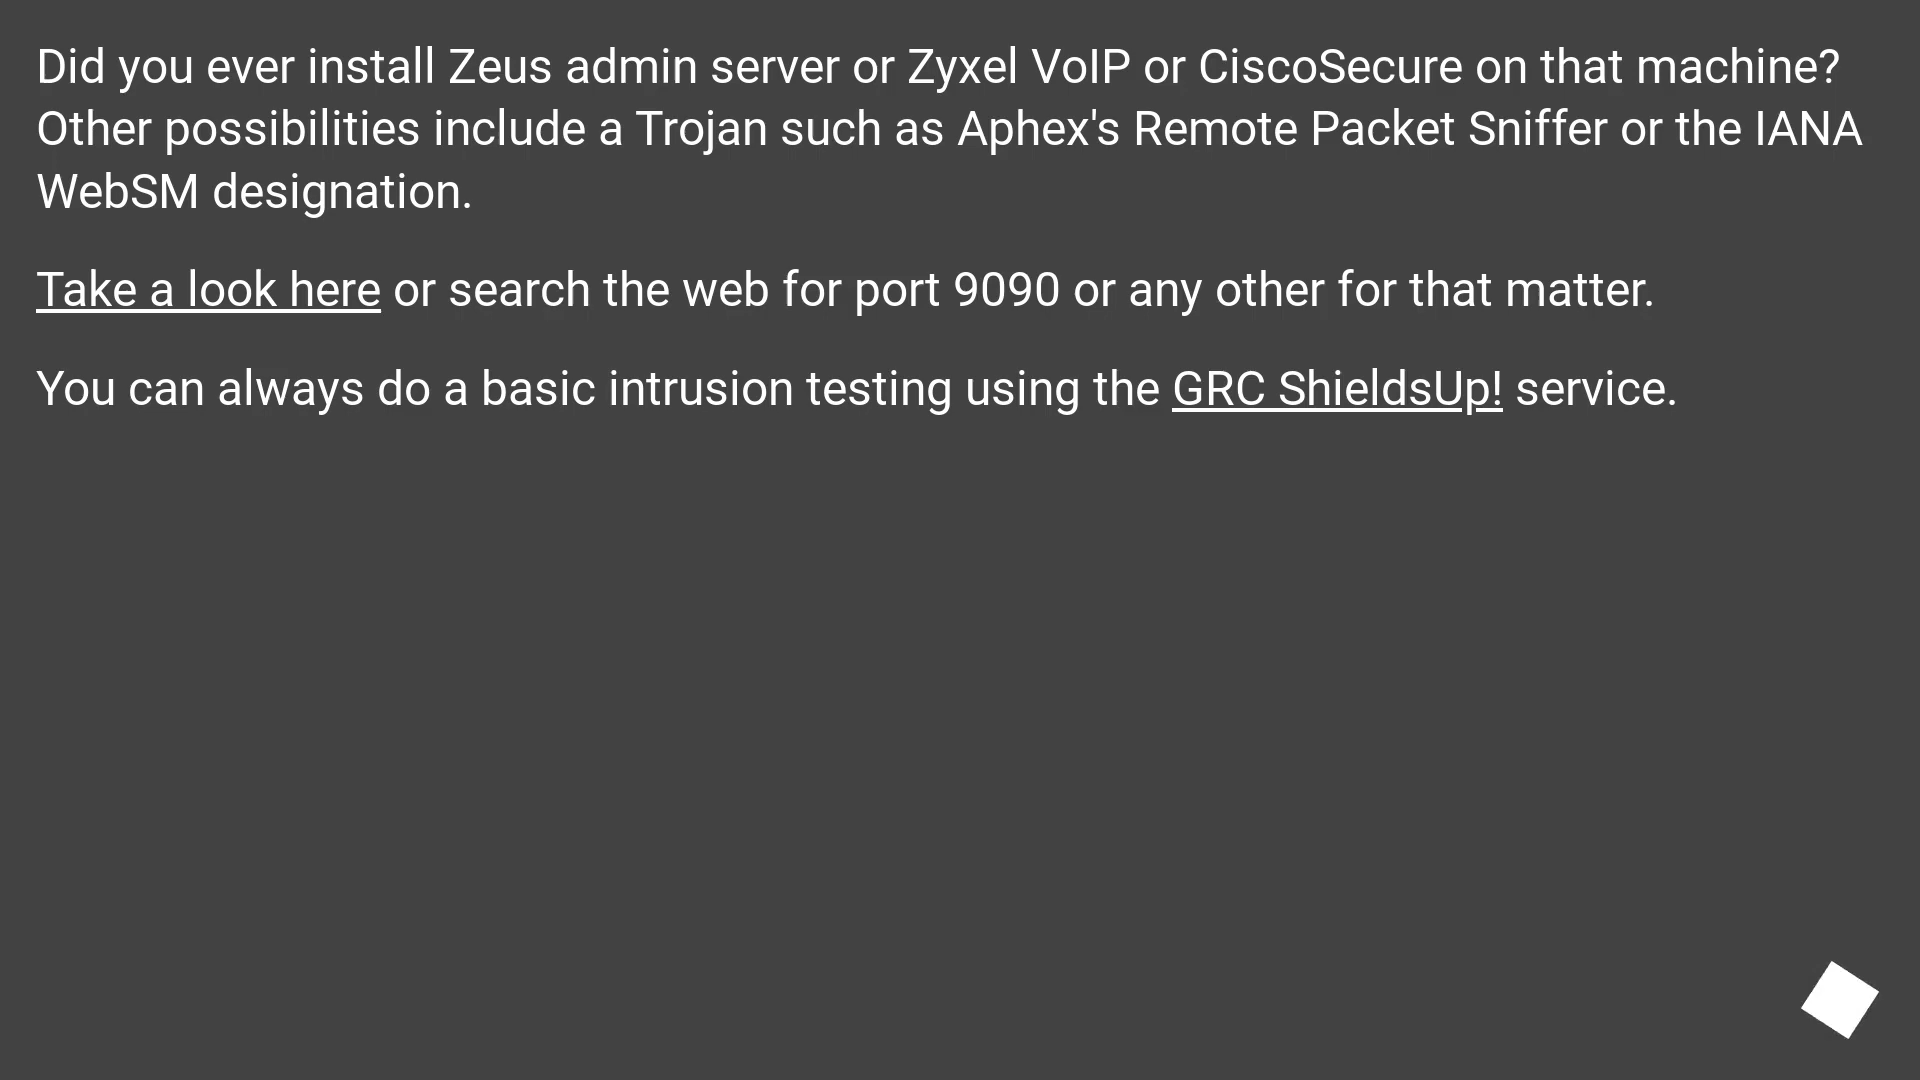 Did you ever install Zeus admin server or Zyxel VoIP or CiscoSecure on that machine?
Other possibilities include a Trojan such as Aphex's Remote Packet Sniffer or the IANA
WebSM designation.
Take a look here or search the web for port 9090 or any other for that matter.
You can always do a basic intrusion testing using the GRC ShieldsUp! service.